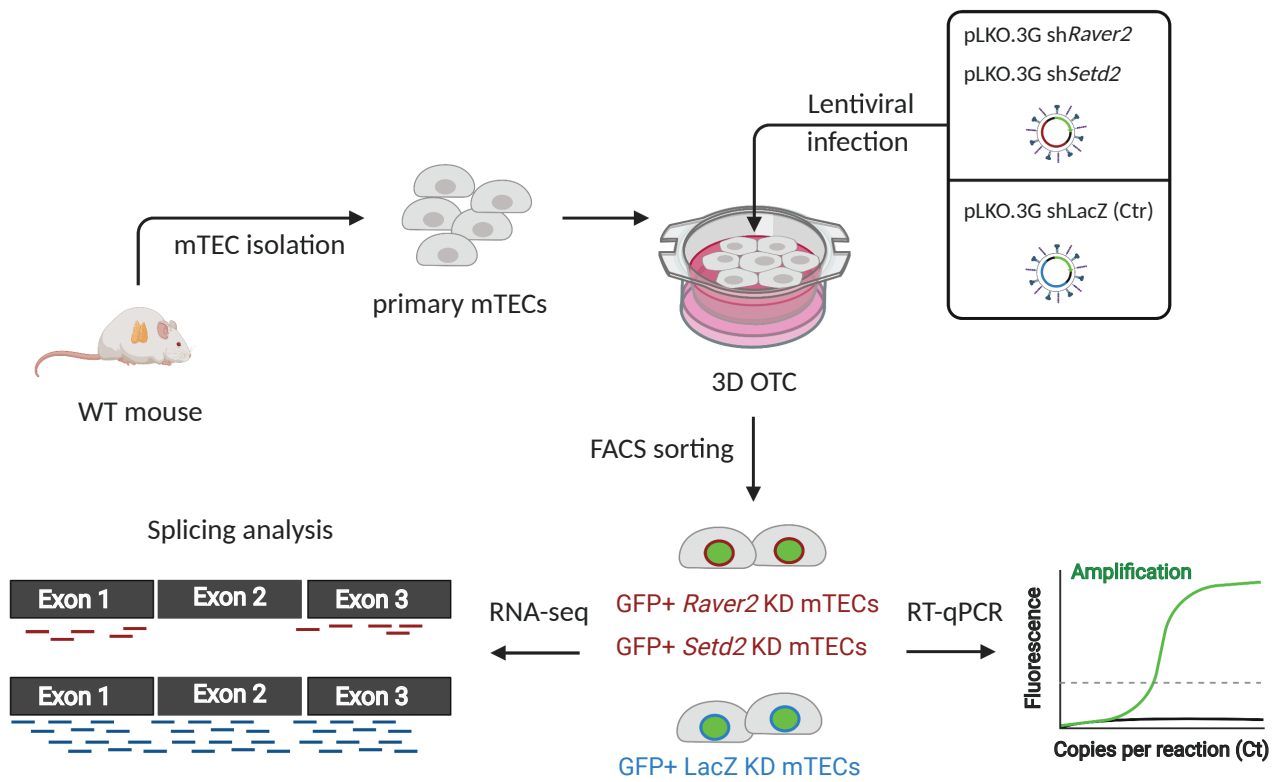 pLKO.3G shRaver2
pLKO.3G shSetd2
Lentiviral
infection
pLKO.3G shLacZ (Ctr)
mTEC isolation
primary mTECs
WT mouse
3D OTC
FACS sorting
Splicing analysis
Exon 1 Exon 2 Exon 3
RNA-seq
GFP+ Raver2 KD mTECs
GFP+ Setd2 KD mTECs
RT-qPCR
Exon 1 Exon 2 Exon 3
GFP+ LacZ KD mTECs
Amplification
Fluorescence
Copies per reaction (Ct)